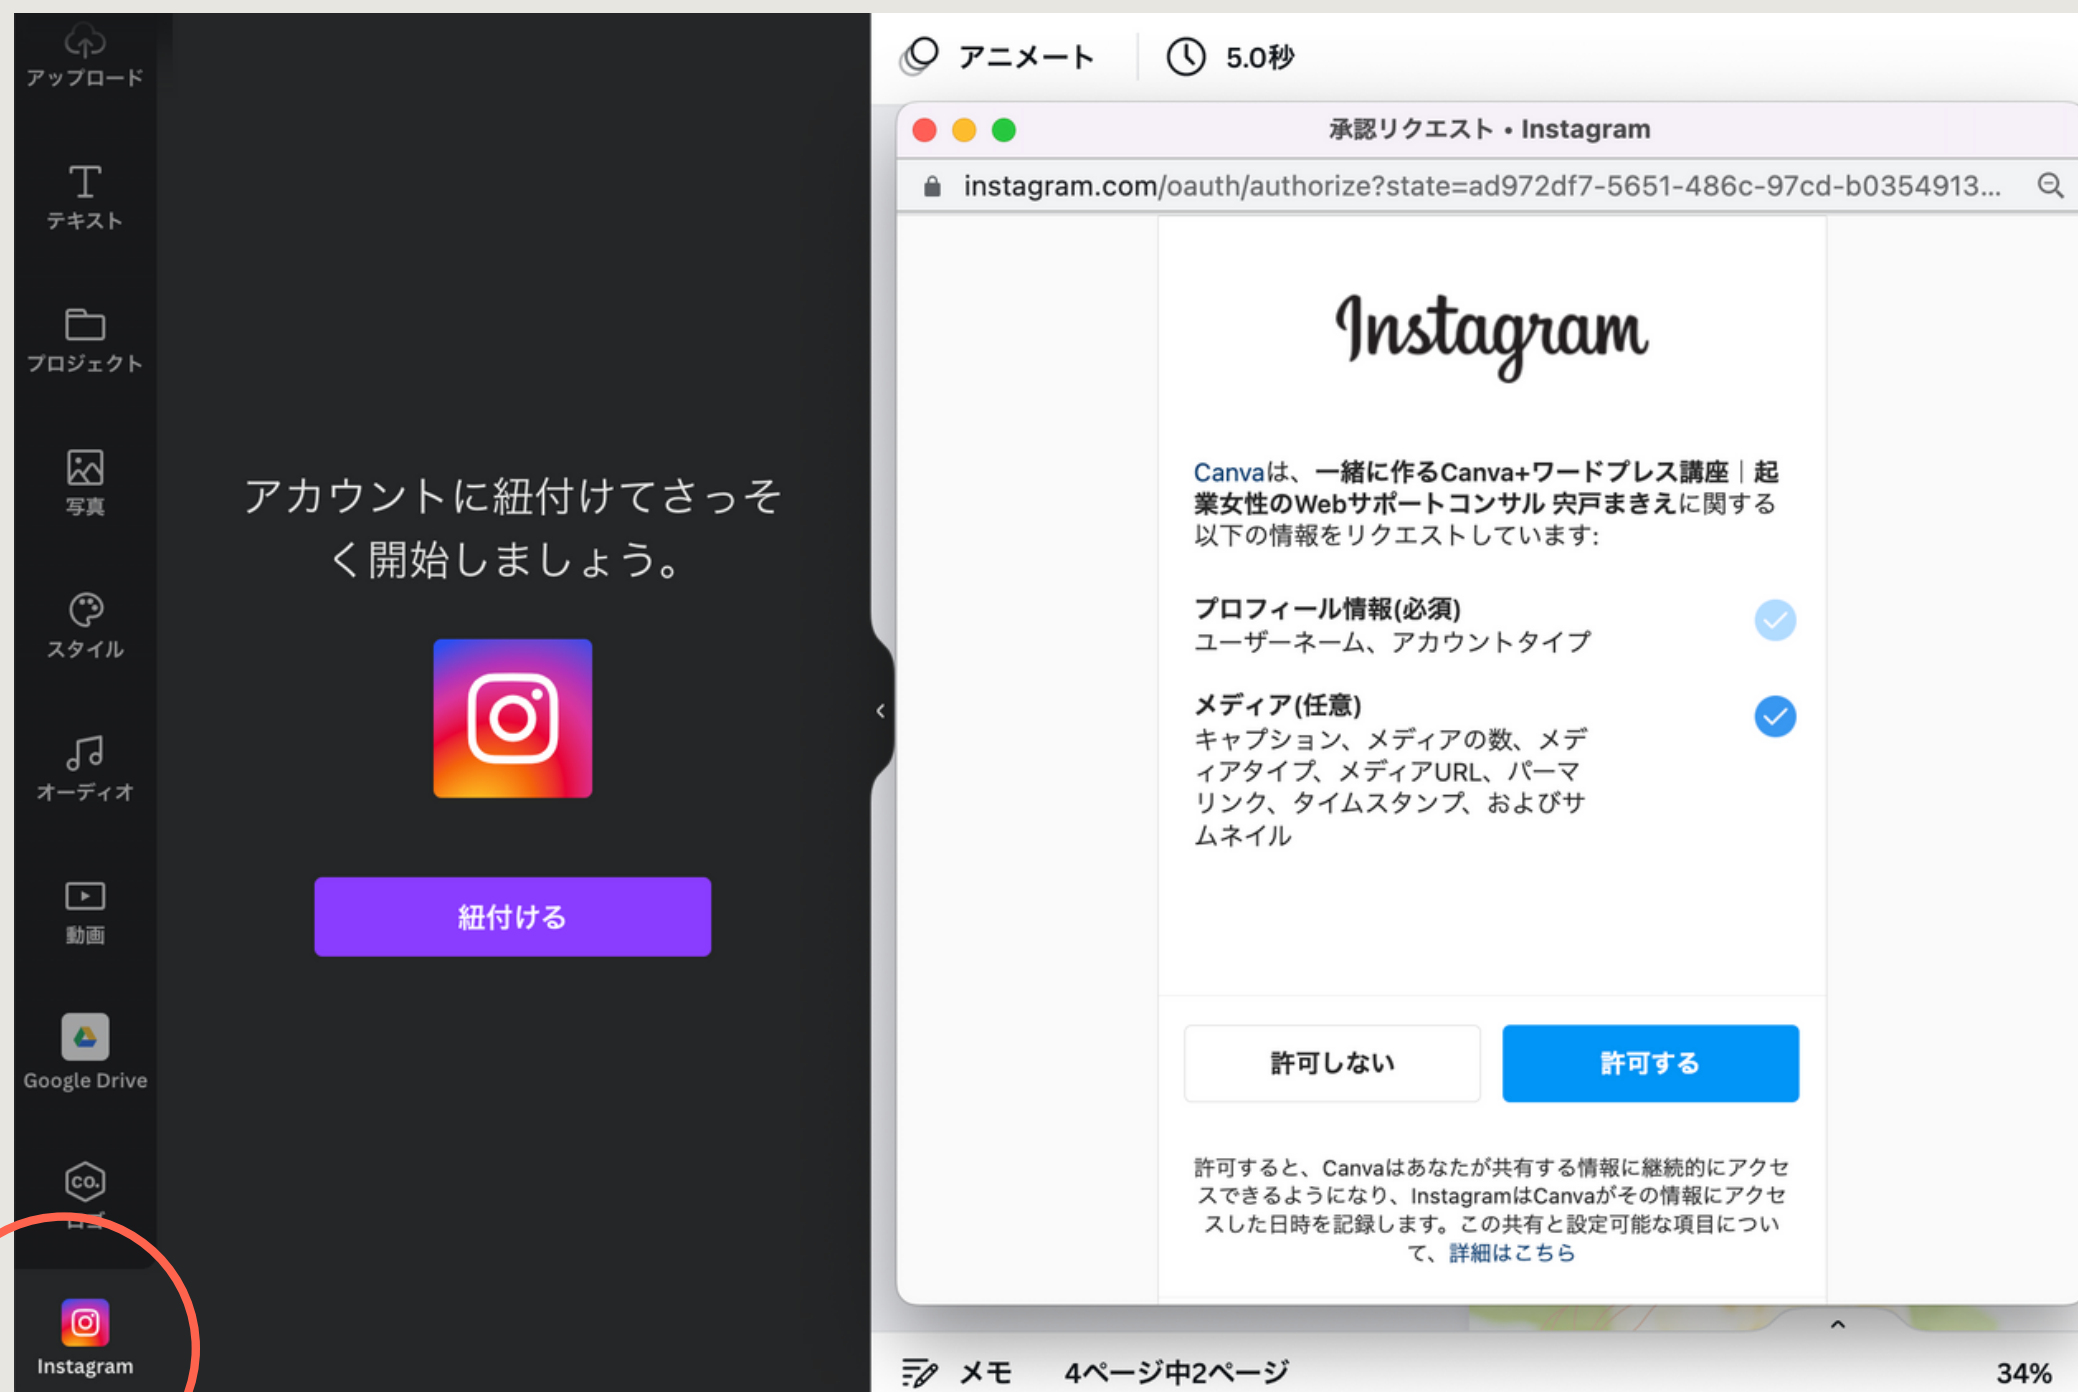 アップロード
テキスト
プロジェクト
写真
スタイル
オーディオ
動画
Google Drive
co.
ロゴ
Instagram
アカウントに紐付けてさっそ
く開始しましょう。
紐付ける
アニメート
5.0秒
承認リクエスト • Instagram
instagram.com/oauth/authorize?state=ad972df7-5651-486c-97cd-b0354913...
Instagram
Canvaは、一緒に作るCanva+ワードプレス講座｜起
業女性のWebサポートコンサル 宍戸まきえに関する
以下の情報をリクエストしています:
プロフィール情報(必須)
ユーザーネーム、アカウントタイプ
メディア(任意)
キャプション、メディアの数、メデ
ィアタイプ、メディアURL、パーマ
リンク、タイムスタンプ、およびサ
ムネイル
許可しない
許可する
許可すると、Canvaはあなたが共有する情報に継続的にアクセ
スできるようになり、InstagramはCanvaがその情報にアクセ
スした日時を記録します。この共有と設定可能な項目につい
て、詳細はこちら
メモ
4ページ中2ページ
34%